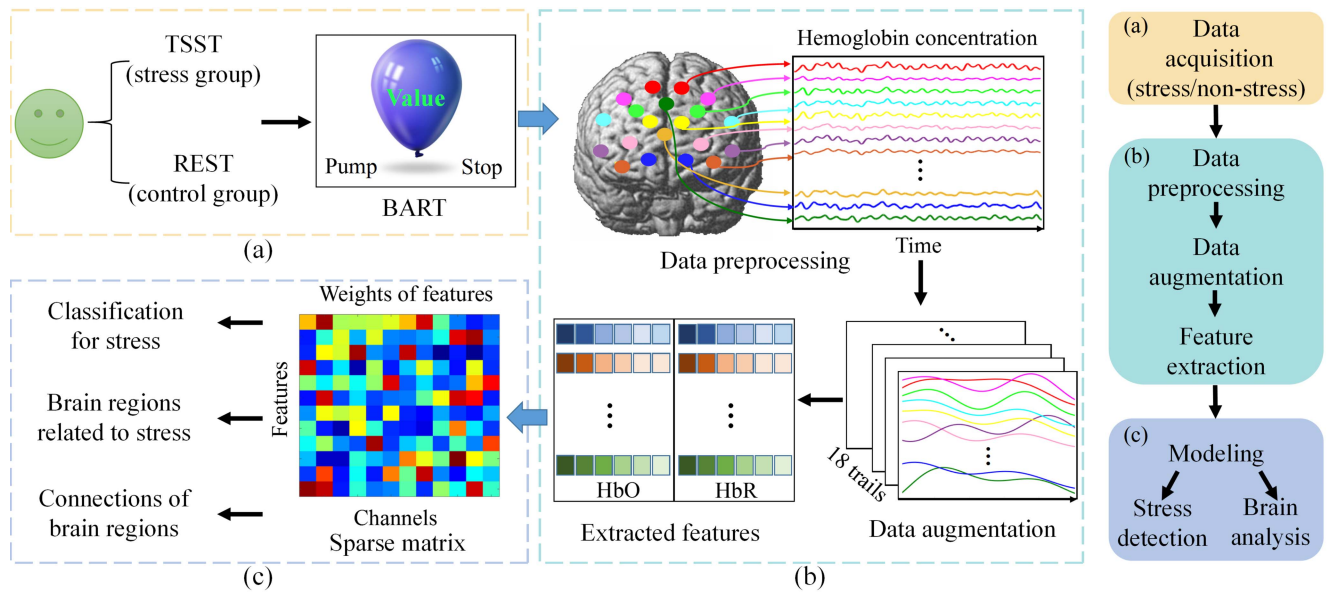 TSST
(stress group)
REST
(control group)
Value
Pump
Stop
BART
(a)
Hemoglobin concentration
Time
Data preprocessing
18 trails
Data augmentation
HbO
HbR
Extracted features
(b)
Weights of features
Features
Channels
Sparse matrix
Classification
for stress
Brain regions
related to stress
Connections of
brain regions
(c)
(a)
Data
acquisition
(stress/non-stress)
(b)
Data
preprocessing
Data
augmentation
Feature
extraction
(c)
Modeling
Stress
detection
Brain
analysis